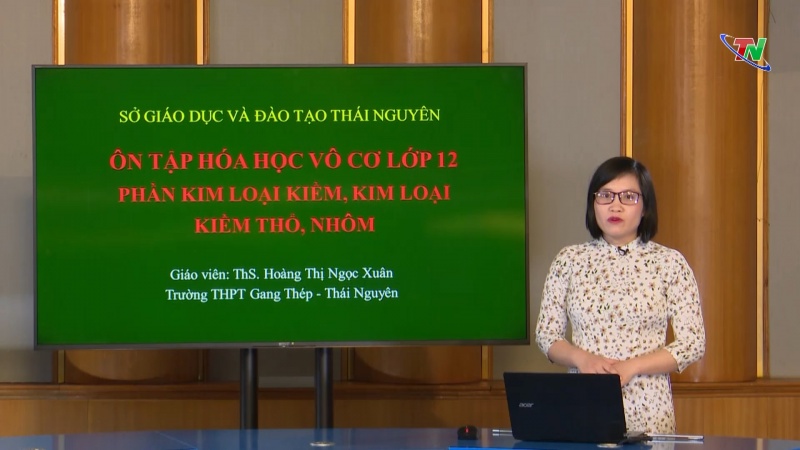 TN
SỞ GIÁO DỤC VÀ ĐÀO TẠO THÁI NGUYÊN
ÔN TẬP HÓA HỌC VÔ CƠ LỚP 12
PHẦN KIM LOẠI KIỀM, KIM LOẠI
KIỀM THỔ, NHÔM
Giáo viên: ThS. Hoàng Thị Ngọc Xuân
Trường THPT Gang Thép - Thái Nguyên
acer